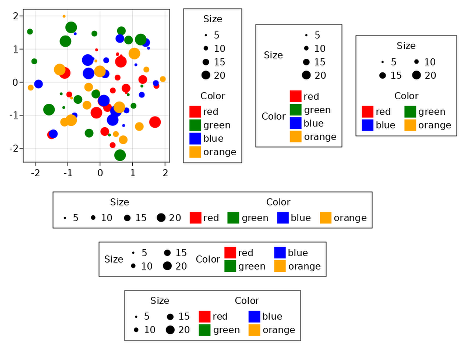 2
1
0
-1
-2
-2 -1 0 1 2
Size
5
10
15
20
Color
red
green
blue
orange
Size
5
10
15
20
Color
red
green
blue
orange
Size
5 10
15 20
Color
red green
blue orange
Size Color
5 10 15 20 red green blue orange
Size 5 15 Color red blue
10 20 green orange
Size Color
5 15 red blue
10 20 green orange